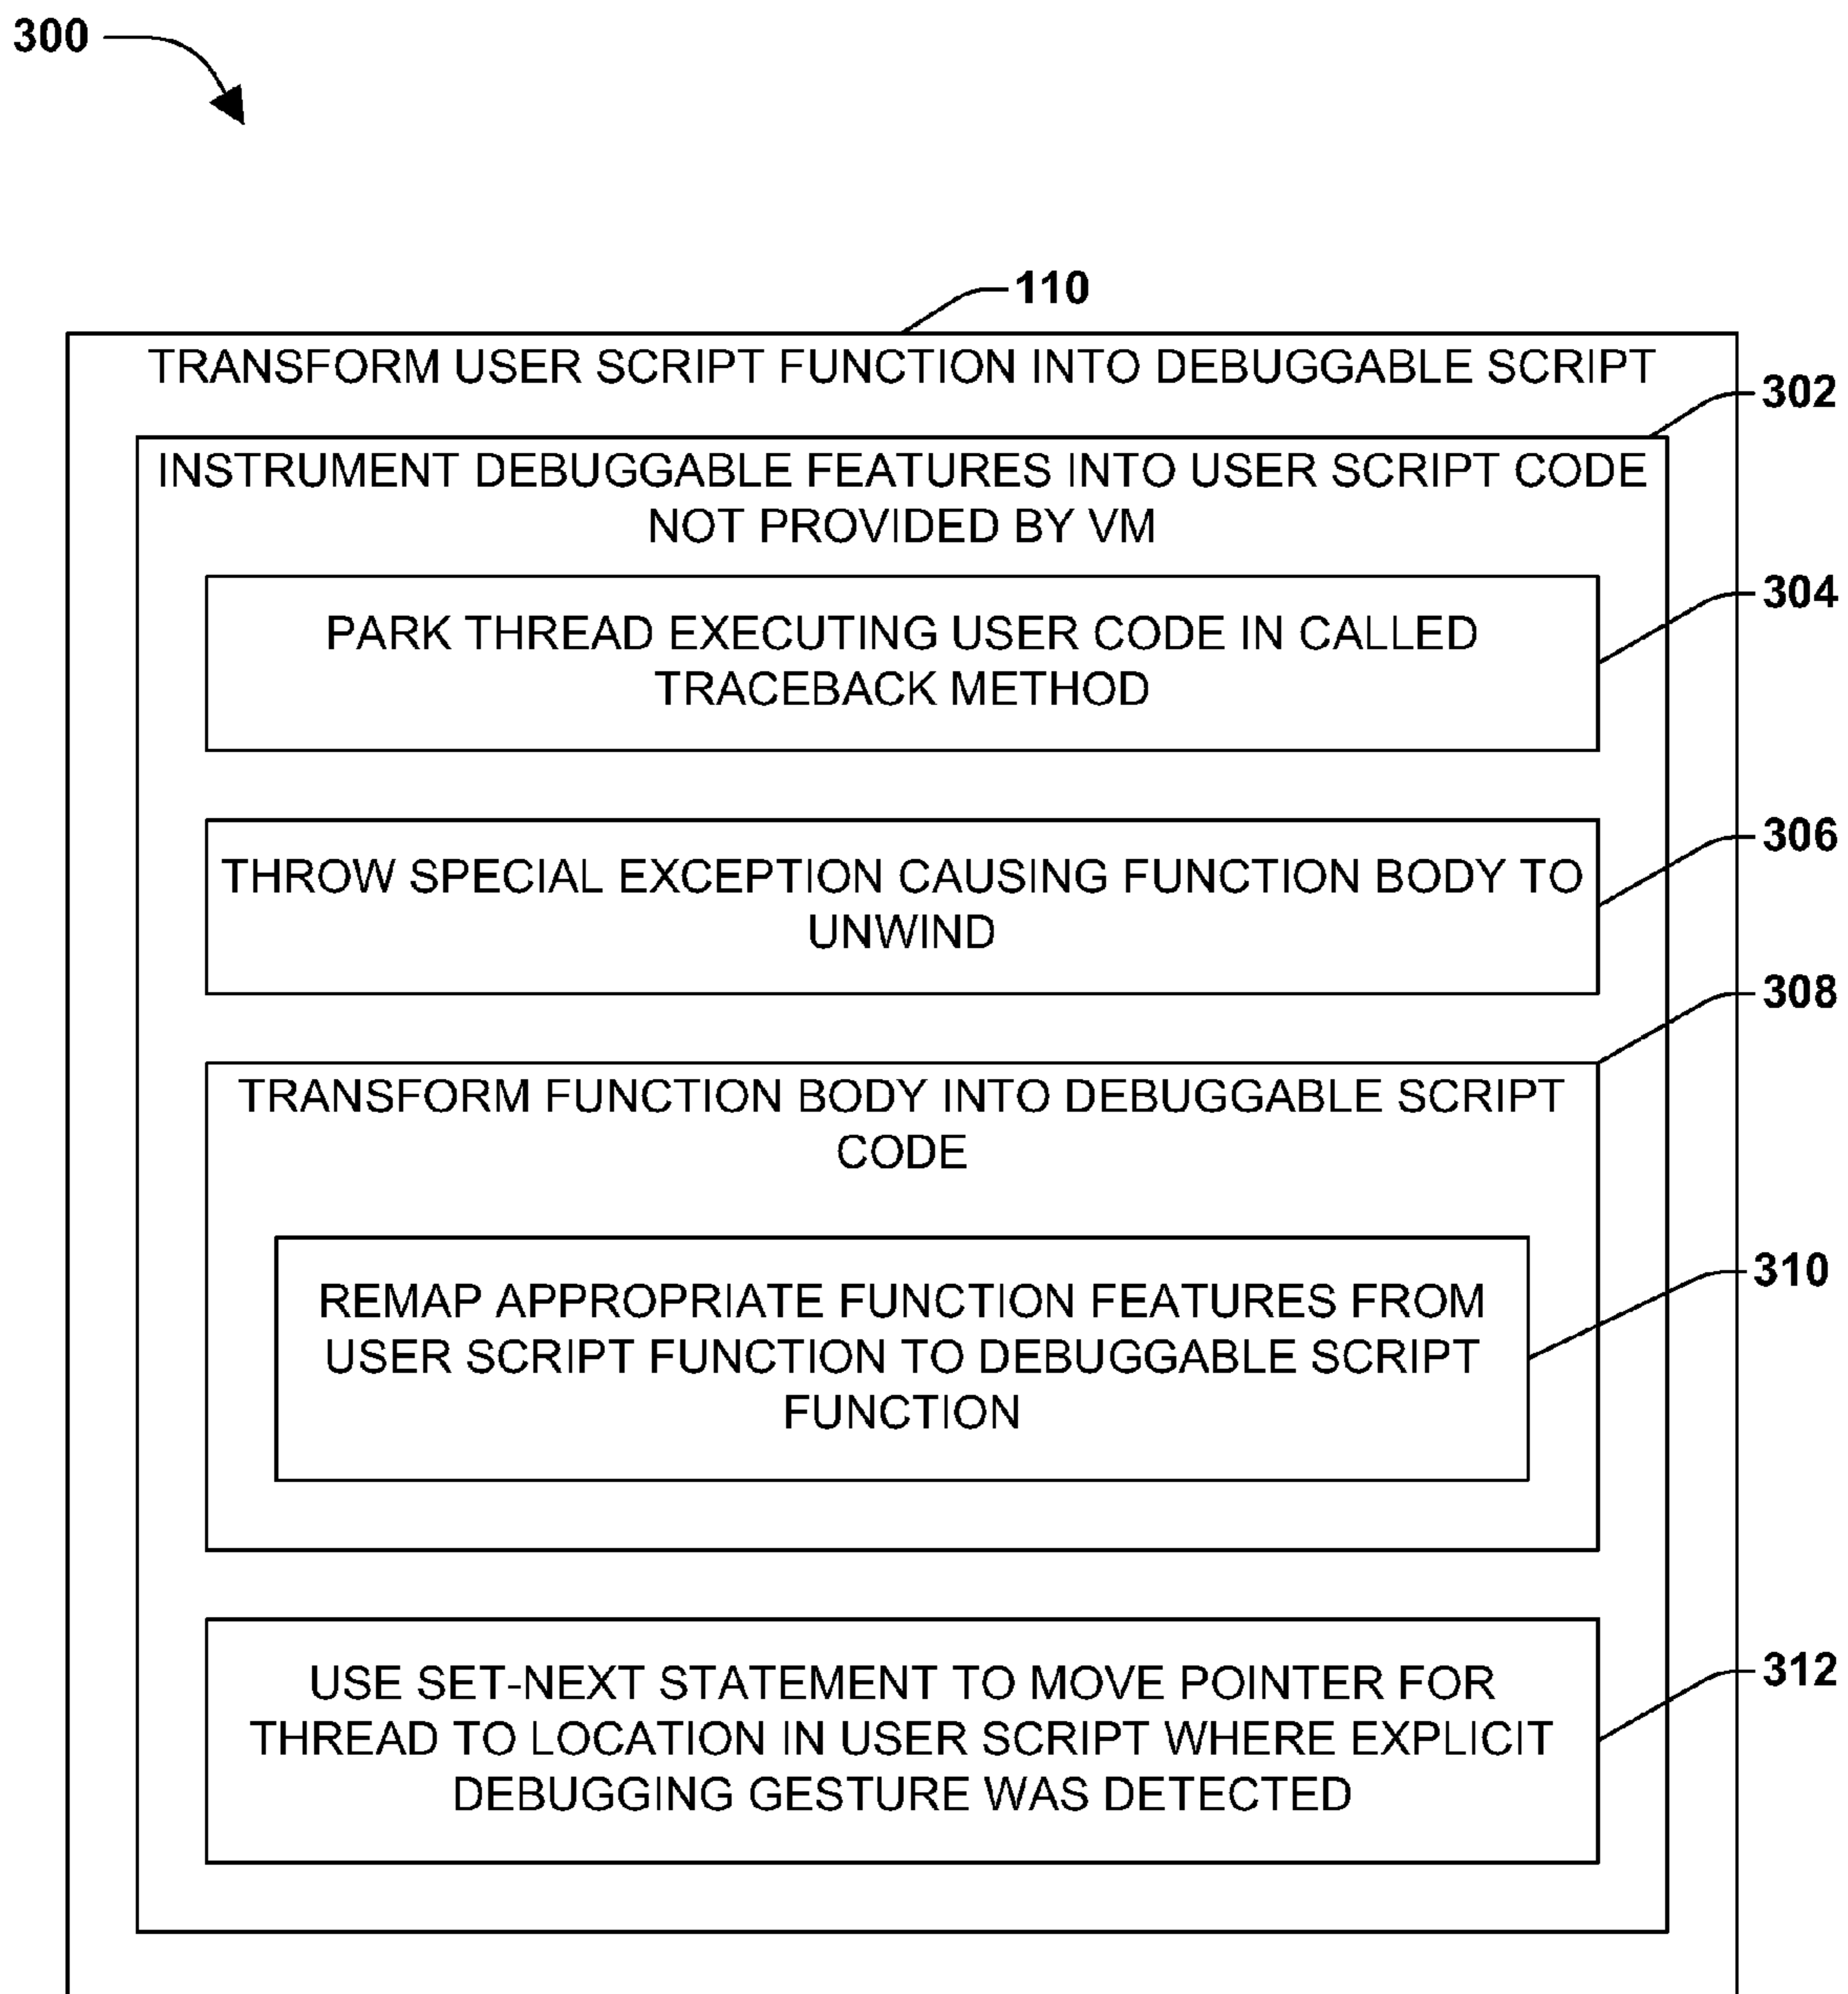 300
110
TRANSFORM USER SCRIPT FUNCTION INTO DEBUGGABLE SCRIPT
302
INSTRUMENT DEBUGGABLE FEATURES INTO USER SCRIPT CODE
NOT PROVIDED BY VM
304
PARK THREAD EXECUTING USER CODE IN CALLED
TRACEBACK METHOD
306
THROW SPECIAL EXCEPTION CAUSING FUNCTION BODY TO
UNWIND
308
TRANSFORM FUNCTION BODY INTO DEBUGGABLE SCRIPT
CODE
310
REMAP APPROPRIATE FUNCTION FEATURES FROM
USER SCRIPT FUNCTION TO DEBUGGABLE SCRIPT
FUNCTION
312
USE SET-NEXT STATEMENT TO MOVE POINTER FOR
THREAD TO LOCATION IN USER SCRIPT WHERE EXPLICIT
DEBUGGING GESTURE WAS DETECTED